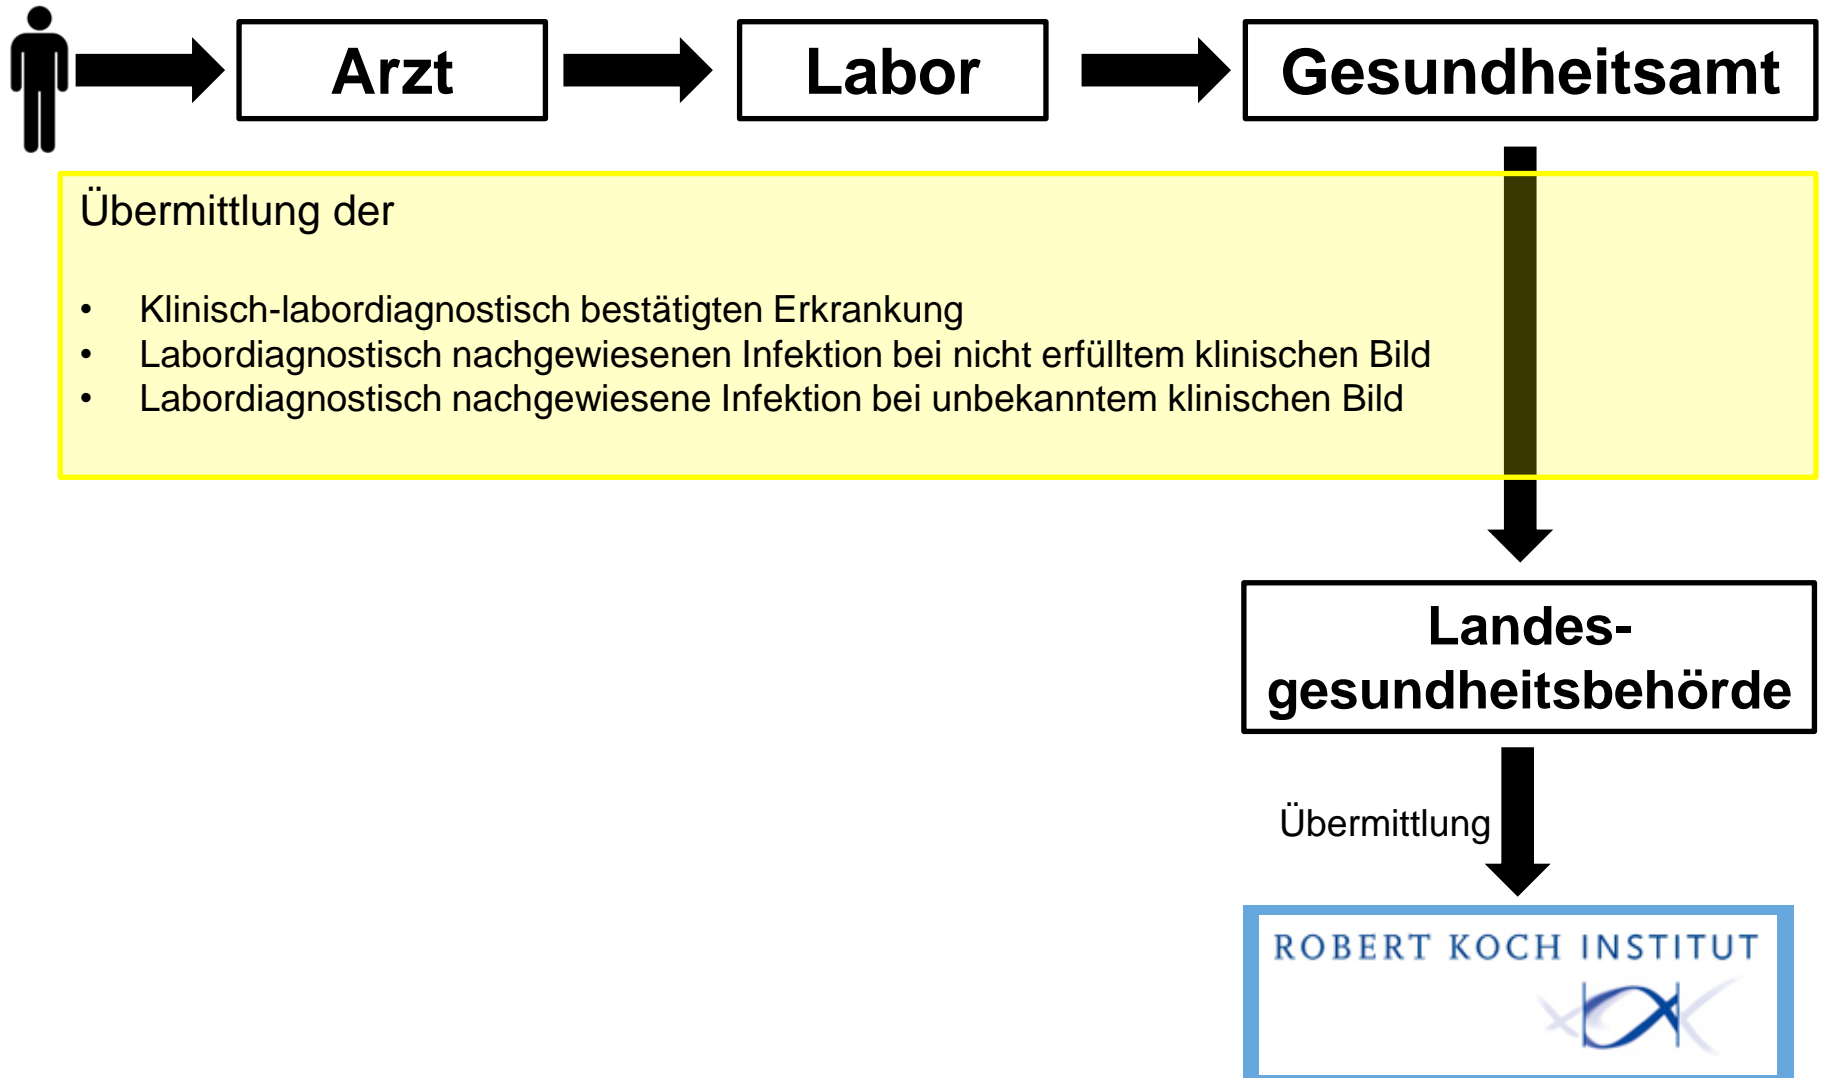 Arzt
Labor
Gesundheitsamt
Übermittlung der
• Klinisch-labordiagnostisch bestätigten Erkrankung
• Labordiagnostisch nachgewiesenen Infektion bei nicht erfülltem klinischen Bild
• Labordiagnostisch nachgewiesene Infektion bei unbekanntem klinischen Bild
Landes-
gesundheitsbehörde
Übermittlung
ROBERT KOCH INSTITUT